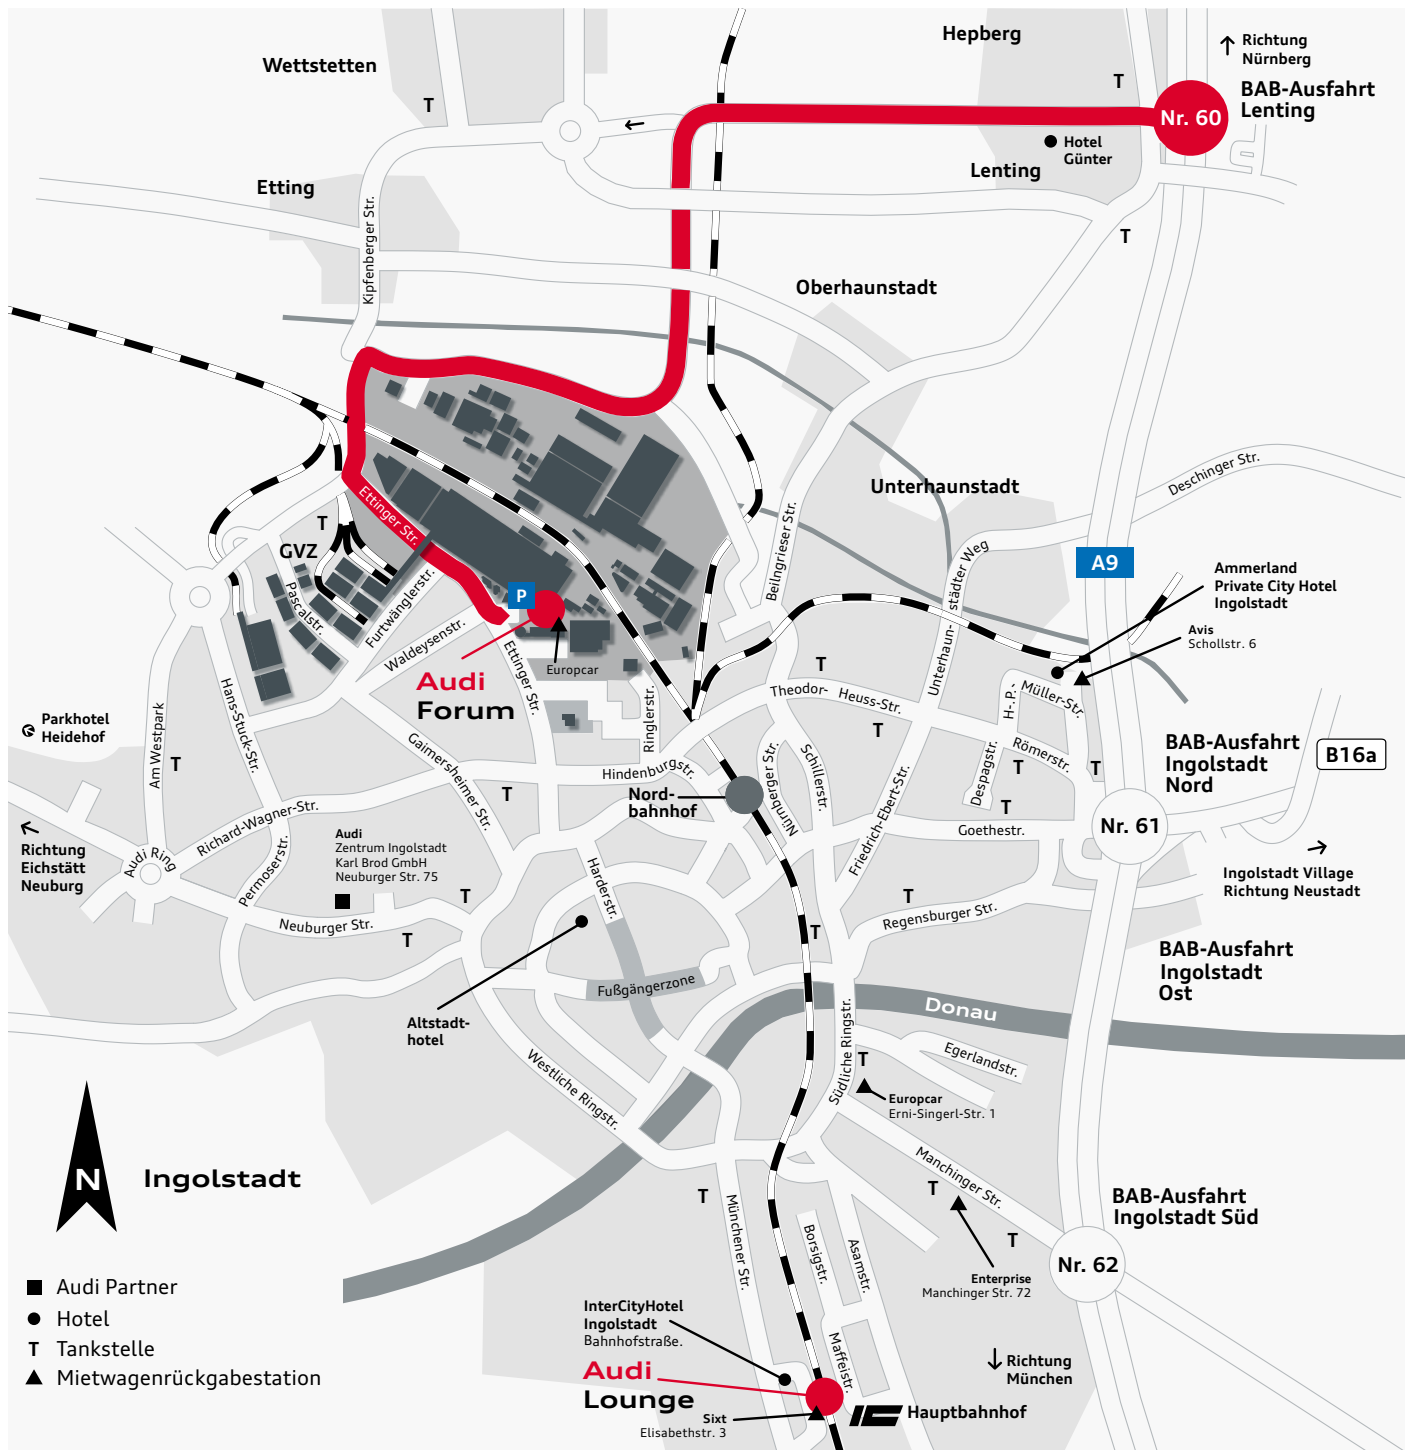 Hepberg
Richtung
Nürnberg
Wettstetten
T
T
BAB-Ausfahrt
Lenting
Nr. 60
Hotel
Günter
Lenting
Etting
Kipfenberger Str.
T
Oberhaunstadt
Unterhaunstadt
Deschinger Str.
Ettinger Str.
T
GVZ
Beilngrieser Str.
A9
Unterhaun-
städter Weg
Ammerland
Private City Hotel
Ingolstadt
Avis
Schollstr. 6
P
Pascalstr.
Furtwänglerstr.
Waldeysenstr.
Ettinger Str.
Europcar
Audi
Forum
T
Theodor-
Heuss-Str.
H.-P.-
Müller-Str.
Parkhotel
Heidehof
Am Westpark
Hans-Stuck-Str.
T
Gaimersheimer Str.
Ringlerstr.
T
Römerstr.
T
T
BAB-Ausfahrt
Ingolstadt
Nord
B16a
Hindenburgstr.
Nürnberger Str.
Schillerstr.
Despagstr.
Nord-
bahnhof
T
T
Friedrich-Ebert-Str.
Goethestr.
Nr. 61
Richard-Wagner-Str.
Audi
Zentrum Ingolstadt
Karl Brod GmbH
Neuburger Str. 75
Richtung
Eichstätt
Neuburg
Audi Ring
Permoserstr.
Harderstr.
Ingolstadt Village
Richtung Neustadt
T
T
Neuburger Str.
T
Regensburger Str.
T
BAB-Ausfahrt
Ingolstadt
Ost
Fußgängerzone
Donau
Altstadt-
hotel
Westliche Ringstr.
Südliche Ringstr.
T
Egerlandstr.
Europcar
Erni-Singerl-Str. 1
N
Ingolstadt
Manchinger Str.
T
T
T
Münchener Str.
Borsigstr.
Asamstr.
BAB-Ausfahrt
Ingolstadt Süd
Nr. 62
Enterprise
Manchinger Str. 72
Audi Partner
Hotel
T Tankstelle
Mietwagenrückgabestation
InterCityHotel
Ingolstadt
Bahnhofstraße.
Maffeistr.
Audi
Lounge
Richtung
München
IC
Hauptbahnhof
Sixt
Elisabethstr. 3